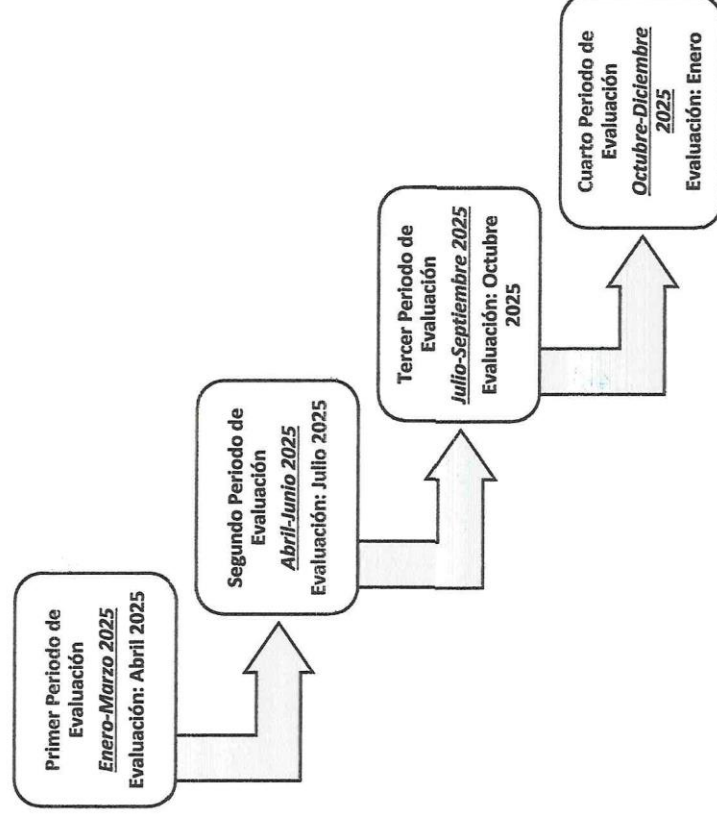 Primer Periodo de
Evaluación
Enero-Marzo 2025
Evaluación: Abril 2025
Segundo Periodo de
Evaluación
Abril-Junio 2025
Evaluación: Julio 2025
Tercer Periodo de
Evaluación
Julio-Septiembre 2025
Evaluación: Octubre
2025
Cuarto Periodo de
Evaluación
Octubre-Diciembre
2025
Evaluación: Enero